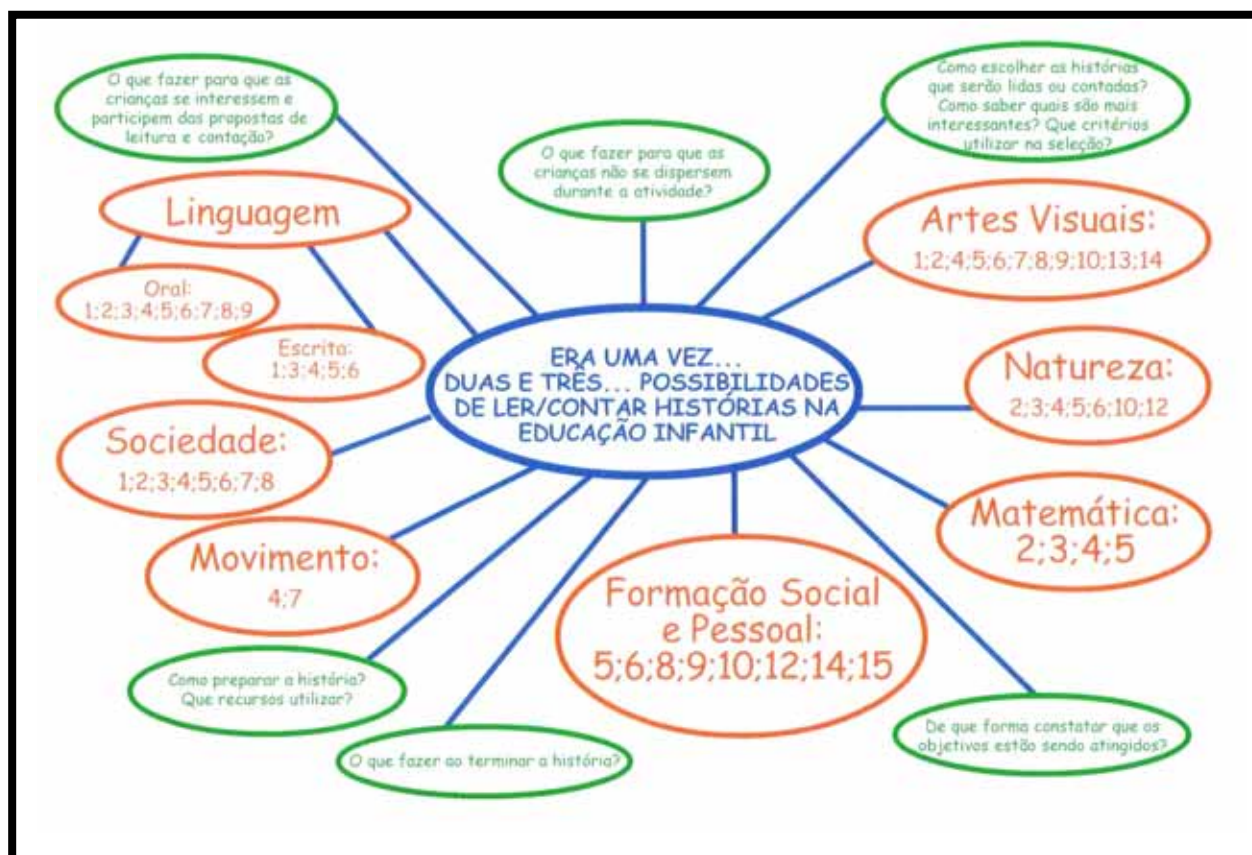 O que fazer para que as
crianças se interessem e
participem das propostas de
leitura e contação?
O que fazer para que as
crianças não se dispersem
durante a atividade?
Como escolher as histórias
que serão lidas ou contadas?
Como saber quais são mais
interessantes? Que critérios
utilizar na seleção?
Linguagem
Oral:
1;2;3;4;5;6;7;8;9
Escrita:
1;3;4;5;6
Artes Visuais:
1;2;4;5;6;7;8;9;10;13;14
ERA UMA VEZ...
DUAS E TRÊS... POSSIBILIDADES
DE LER/CONTAR HISTÓRIAS NA
EDUCAÇÃO INFANTIL
Natureza:
2;3;4;5;6;10;12
Sociedade:
1;2;3;4;5;6;7;8
Matemática:
2;3;4;5
Movimento:
4;7
Formação Social
e Pessoal:
5;6;8;9;10;12;14;15
Como preparar a história?
Que recursos utilizar?
O que fazer ao terminar a história?
De que forma constatar que os
objetivos estão sendo atingidos?